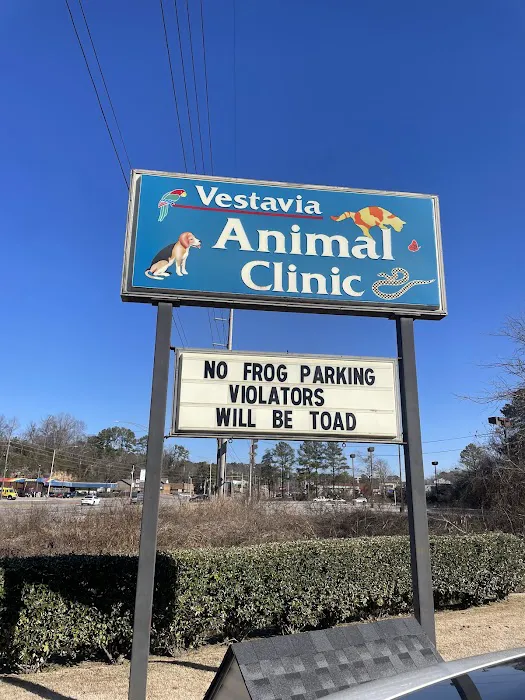 Vestavia
Animal
Clinic
NO FROG PARKING
VIOLATORS
WILL BE TOAD